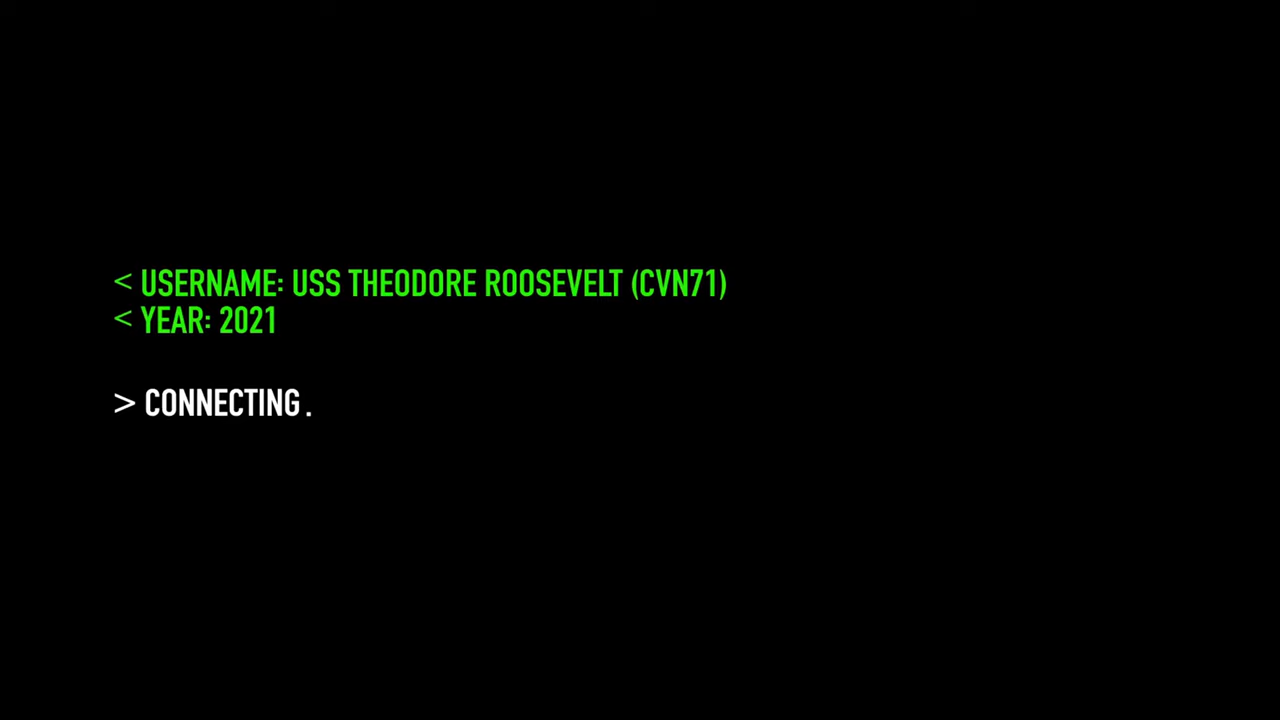 < USERNAME: USS THEODORE ROOSEVELT (CVN71)
< YEAR: 2021
> CONNECTING .